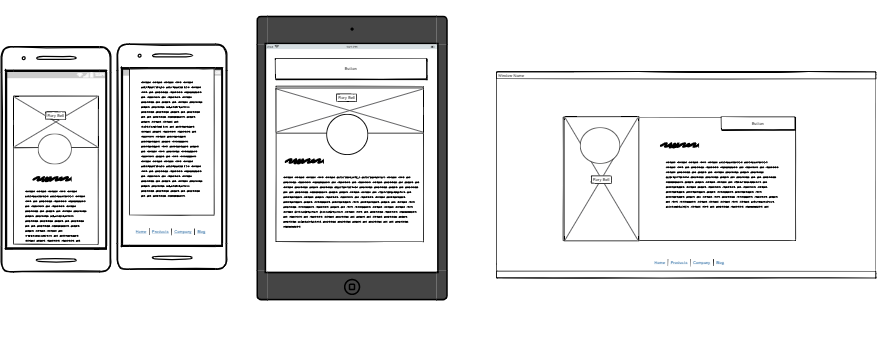 Play Ball
Home | Products | Company | Blog
Button
Play Ball
Window Name
Button
Play Ball
Home | Products | Company | Blog